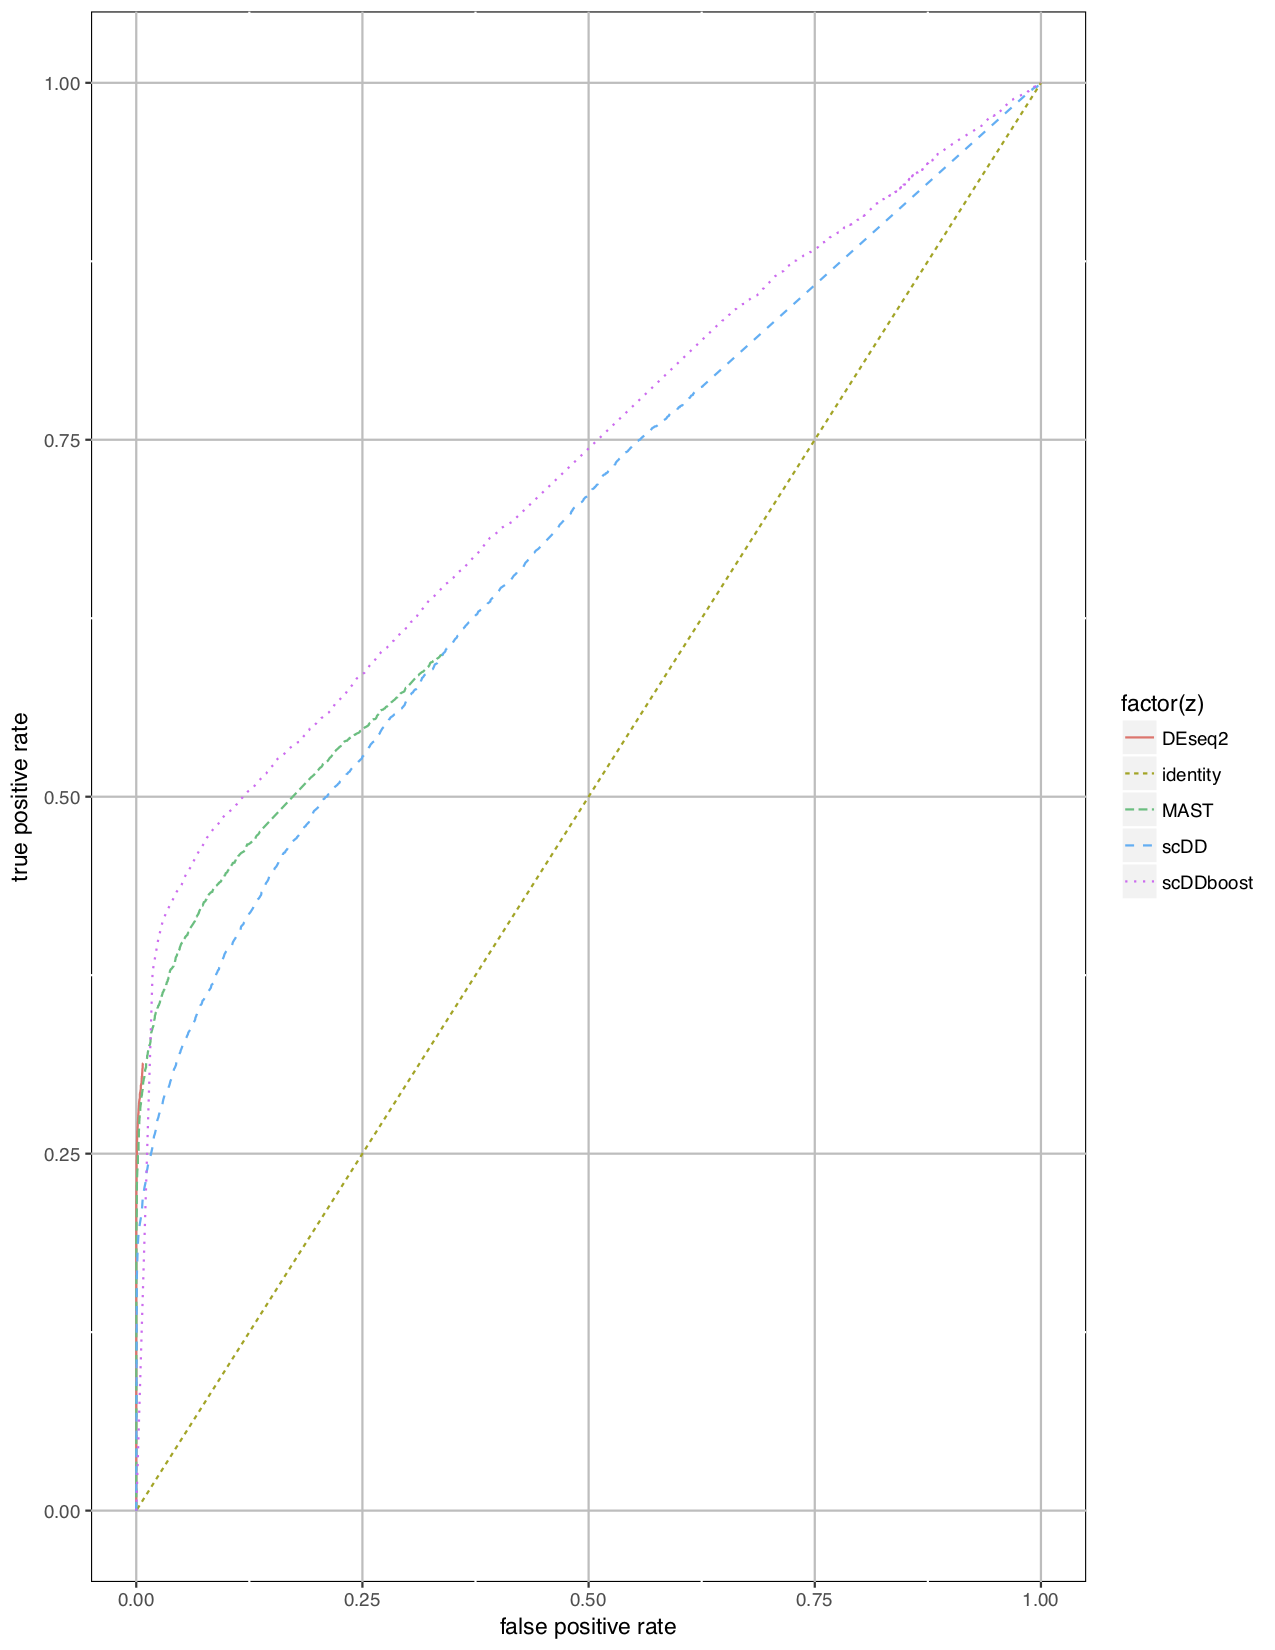 1.00
0.75
0.50
0.25
0.00
true positive rate
0.00
0.25
0.50
0.75
1.00
false positive rate
factor(z)
DEseq2
identity
MAST
scDD
scDDboost